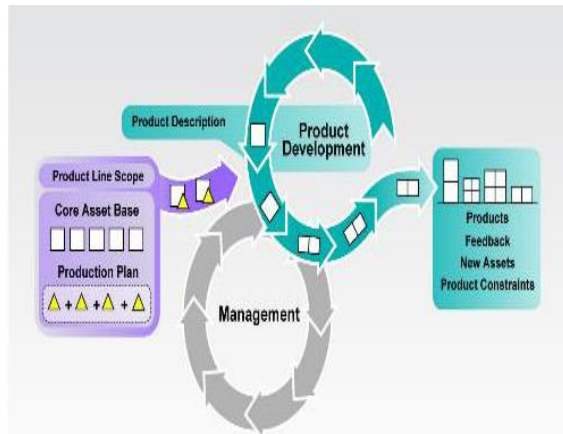 Product Description
Product
Development
Product Line Scope
Core Asset Base
Production Plan
+ + +
Management
Products
Feedback
New Assets
Product Constraints